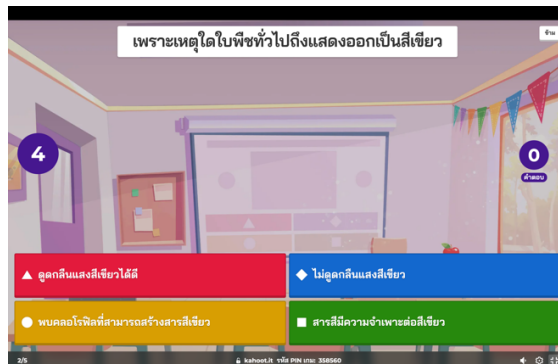 เพราะเหตุใดใบพืชทั่วไปถึงแสดงออกเป็นสีเขียว
ข้าม
4
0
คำตอบ
ดูดกลืนแสงสีเขียวได้ดี
ไม่ดูดกลืนแสงสีเขียว
พบคลอโรฟิลที่สามารถสร้างสารสีเขียว
สารสีมีความจำเพาะต่อสีเขียว
2/5
kahoot.it รหัส PIN เกม: 358560